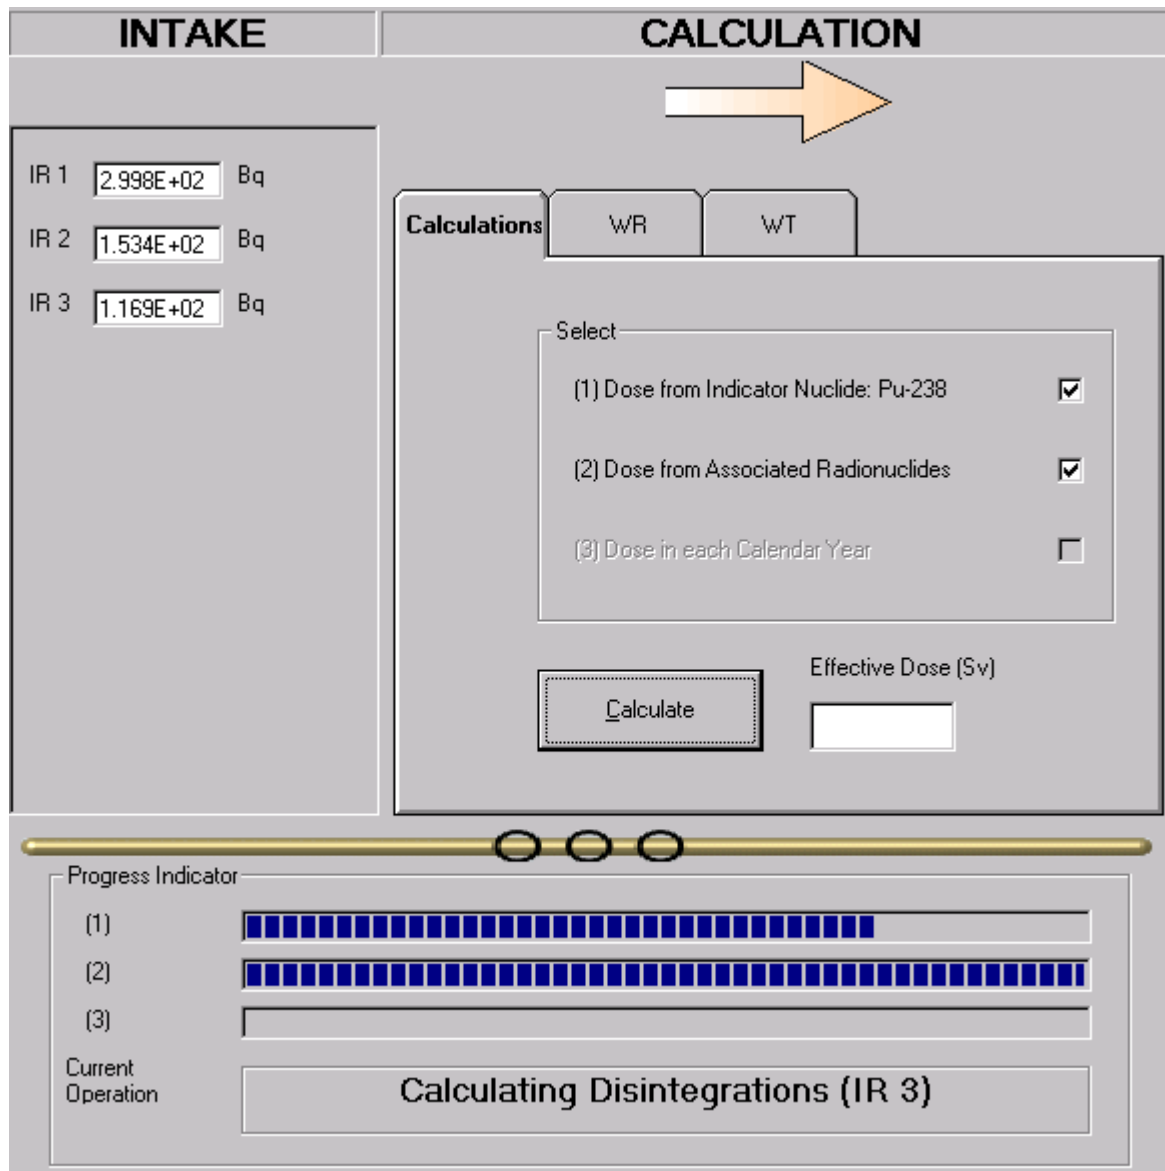 INTAKE
CALCULATION
IR 1 2.998E+02 Bq
IR 2 1.534E+02 Bq
IR 3 1.169E+02 Bq
Calculations WR WT
Select
(1) Dose from Indicator Nuclide: Pu-238
(2) Dose from Associated Radionuclides
(3) Dose in each Calendar Year
Calculate
Effective Dose (Sv)
Progress Indicator
(1)
(2)
(3)
Current
Operation
Calculating Disintegrations (IR 3)